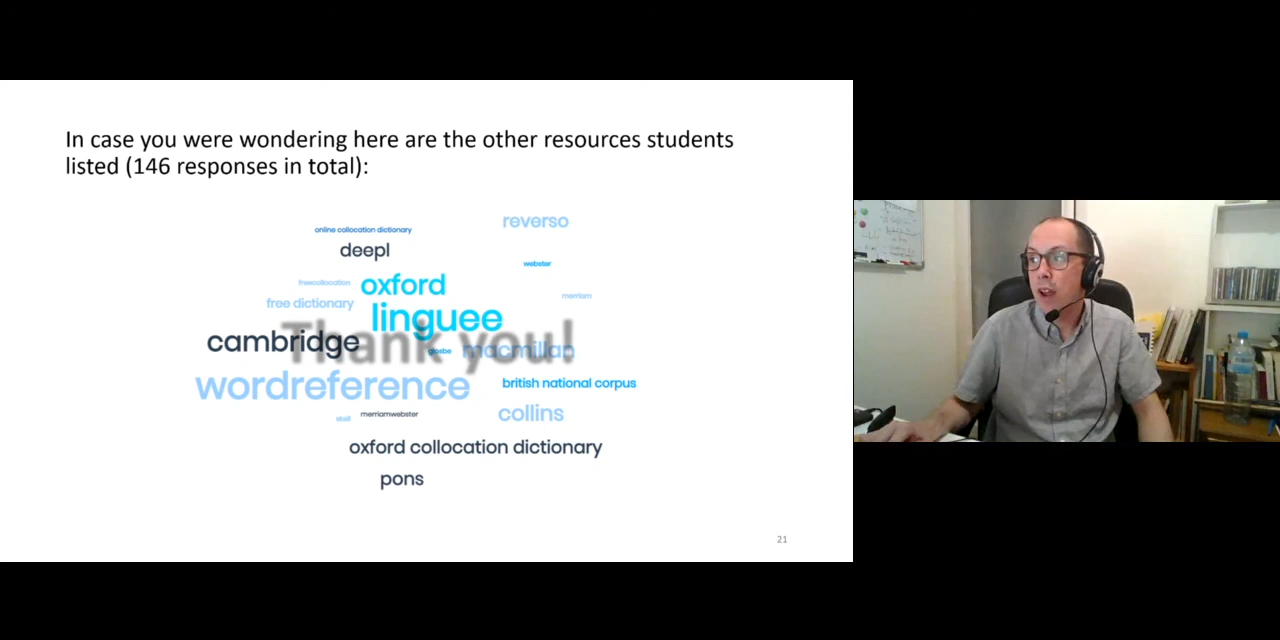 In case you were wondering here are the other resources students
listed (146 responses in total):
reverso
online collocation dictionary
deepl
webster
freecollocation
oxford
merriam
free dictionary
linguee
Thank you!
cambridge
glosbe
macmillan
wordreference
british national corpus
collins
merriamwebster
oxford collocation dictionary
pons
21